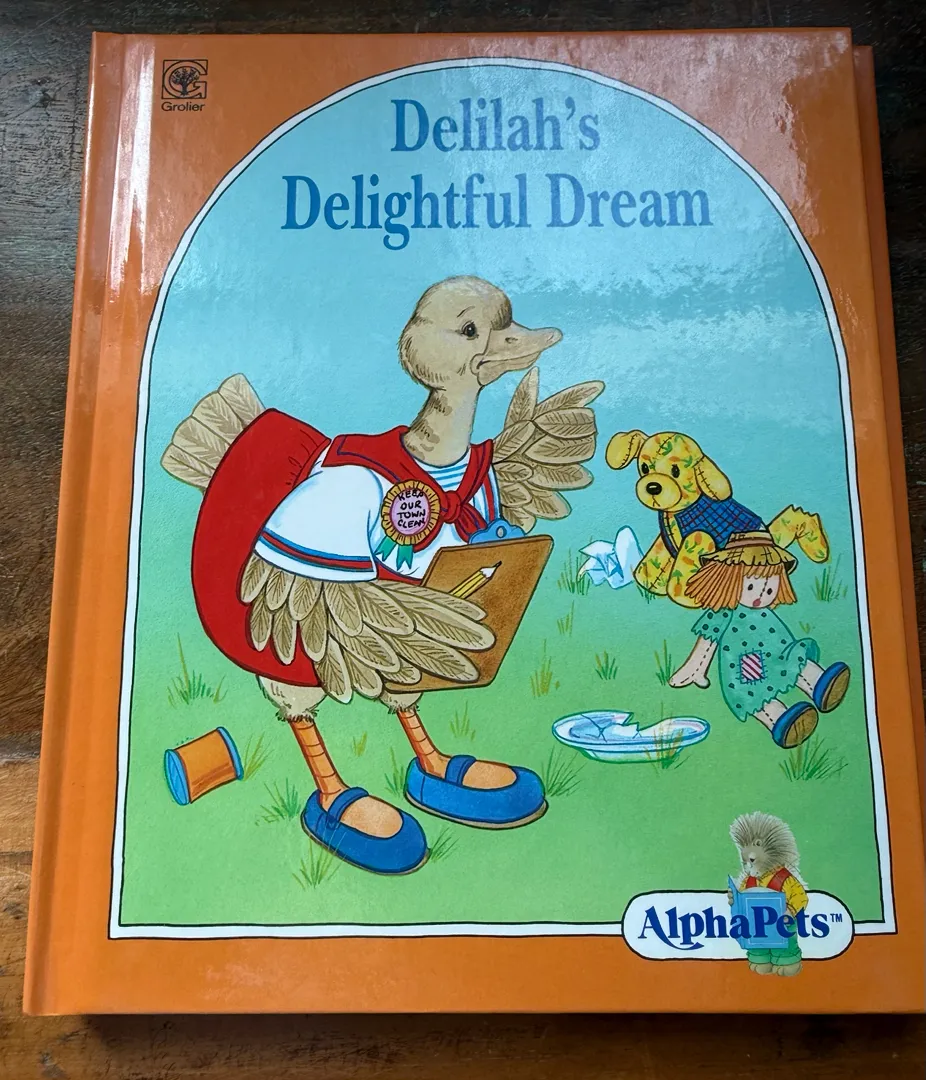 Grolier
Delilah's
Delightful Dream
KEEP
OUR
TOWN
CLEAN
AlphaPets™